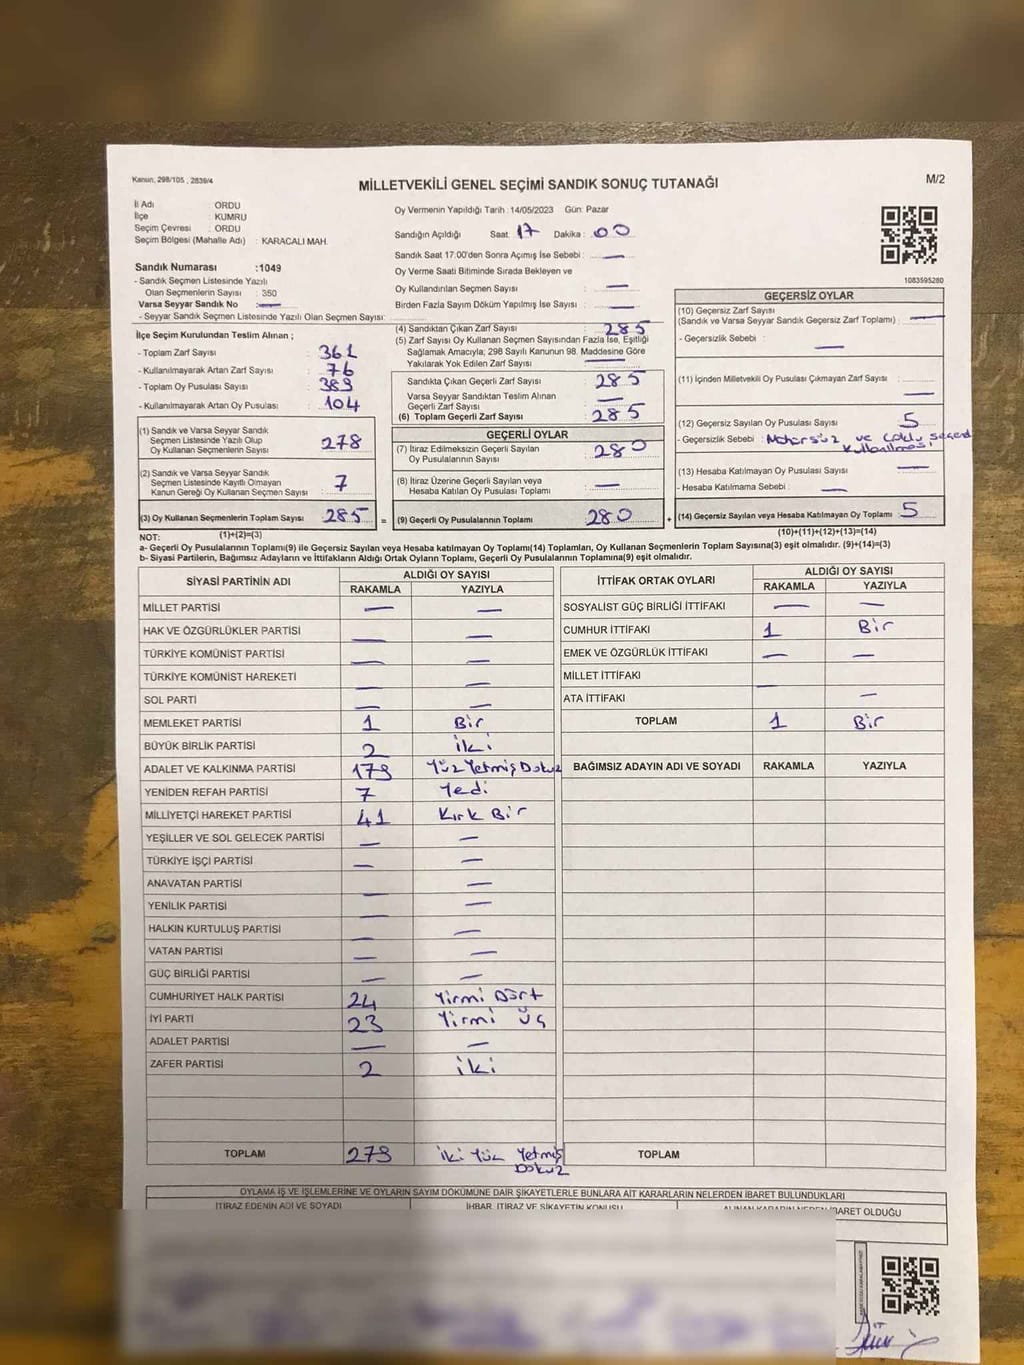 Kanun, 298/105 , 2839/4
MİLLETVEKİLİ GENEL SEÇİMİ SANDIK SONUÇ TUTANAĞI
M/2
İl Adı : ORDU
İlçe : KUMRU
Seçim Çevresi : ORDU
Seçim Bölgesi (Mahalle Adı) : KARACALI MAH.
Oy Vermenin Yapıldığı Tarih : 14/05/2023 Gün: Pazar
Sandığın Açıldığı Saat : 17 Dakika : 00
Sandık Saat 17:00'den Sonra Açımış İse Sebebi : —
Oy Verme Saati Bitiminde Sırada Bekleyen ve
Oy Kullandırılan Seçmen Sayısı : —
Birden Fazla Sayım Döküm Yapılmış İse Sayısı : —
1083595280
Sandık Numarası :1049
- Sandık Seçmen Listesinde Yazılı
Olan Seçmenlerin Sayısı : 350
Varsa Seyyar Sandık No : —
- Seyyar Sandık Seçmen Listesinde Yazılı Olan Seçmen Sayısı:
İlçe Seçim Kurulundan Teslim Alınan ;
- Toplam Zarf Sayısı : 361
- Kullanılmayarak Artan Zarf Sayısı : 76
- Toplam Oy Pusulası Sayısı : 389
- Kullanılmayarak Artan Oy Pusulası : 104
(1) Sandık ve Varsa Seyyar Sandık
Seçmen Listesinde Yazılı Olup
Oy Kullanan Seçmenlerin Sayısı : 278
(2) Sandık ve Varsa Seyyar Sandık
Seçmen Listesinde Kayıtlı Olmayan
Kanun Gereği Oy Kullanan Seçmen Sayısı : 7
(3) Oy Kullanan Seçmenlerin Toplam Sayısı : 285
(4) Sandıktan Çıkan Zarf Sayısı : 285
(5) Zarf Sayısı Oy Kullanan Seçmen Sayısından Fazla İse, Eşitliği
Sağlamak Amacıyla; 298 Sayılı Kanunun 98. Maddesine Göre
Yakılarak Yok Edilen Zarf Sayısı : —
Sandıkta Çıkan Geçerli Zarf Sayısı : 285
Varsa Seyyar Sandıktan Teslim Alınan
Geçerli Zarf Sayısı : —
(6) Toplam Geçerli Zarf Sayısı : 285
GEÇERLİ OYLAR
(7) İtiraz Edilmeksizin Geçerli Sayılan
Oy Pusulasının Sayısı : 280
(8) İtiraz Üzerine Geçerli Sayılan veya
Hesaba Katılan Oy Pusulası Toplamı : —
= (9) Geçerli Oy Pusulalarının Toplamı : 280
GEÇERSİZ OYLAR
(10) Geçersiz Zarf Sayısı
(Sandık ve Varsa Seyyar Sandık Geçersiz Zarf Toplamı) : —
- Geçersizlik Sebebi : —
(11) İçinden Milletvekili Oy Pusulası Çıkmayan Zarf Sayısı : —
(12) Geçersiz Sayılan Oy Pusulası Sayısı : 5
- Geçersizlik Sebebi : Mühürsüz ve
(13) Hesaba Katılmayan Oy Pusulası Sayısı : —
- Hesaba Katılmama Sebebi : —
+ (14) Geçersiz Sayılan veya Hesaba Katılmayan Oy Toplamı : 5
NOT: (1)+(2)=(3) (10)+(11)+(12)+(13)=(14)
a- Geçerli Oy Pusulalarının Toplamı(9) ile Geçersiz Sayılan veya Hesaba katılmayan Oy Toplamı(14) Toplamları, Oy Kullanan Seçmenlerin Toplam Sayısına(3) eşit olmalıdır. (9)+(14)=(3)
b- Siyasi Partilerin, Bağımsız Adayların ve İttifakların Aldığı Ortak Oyların Toplamı, Geçerli Oy Pusulalarının Toplamına(9) eşit olmalıdır.
SİYASİ PARTİNİN ADI ALDIĞI OY SAYISI
RAKAMLA YAZIYLA
MİLLET PARTİSİ — —
HAK VE ÖZGÜRLÜKLER PARTİSİ — —
TÜRKİYE KOMÜNİST PARTİSİ — —
TÜRKİYE KOMÜNİST HAREKETİ — —
SOL PARTİ — —
MEMLEKET PARTİSİ 1 Bir
BÜYÜK BİRLİK PARTİSİ 2 iki
ADALET VE KALKINMA PARTİSİ 179 Yüz Yetmiş Dokuz
YENİDEN REFAH PARTİSİ 7 Yedi
MİLLİYETÇİ HAREKET PARTİSİ 41 Kırk Bir
YEŞİLLER VE SOL GELECEK PARTİSİ — —
TÜRKİYE İŞÇİ PARTİSİ — —
ANAVATAN PARTİSİ — —
YENİLİK PARTİSİ — —
HALKIN KURTULUŞ PARTİSİ — —
VATAN PARTİSİ — —
GÜÇ BİRLİĞİ PARTİSİ — —
CUMHURİYET HALK PARTİSİ 24 Yirmi Dört
İYİ PARTİ 23 Yirmi Üç
ADALET PARTİSİ — —
ZAFER PARTİSİ 2 iki
TOPLAM 279 iki Yüz Yetmiş
Dokuz
İTTİFAK ORTAK OYLARI ALDIĞI OY SAYISI
RAKAMLA YAZIYLA
SOSYALİST GÜÇ BİRLİĞİ İTTİFAKI — —
CUMHUR İTTİFAKI 1 Bir
EMEK VE ÖZGÜRLÜK İTTİFAKI — —
MİLLET İTTİFAKI —
ATA İTTİFAKI —
TOPLAM 1 Bir
BAĞIMSIZ ADAYIN ADI VE SOYADI RAKAMLA YAZIYLA
TOPLAM
OYLAMA İŞ VE İŞLEMLERİNE VE OYLARIN SAYIM DÖKÜMÜNE DAİR ŞİKAYETLERLE BUNLARA AİT KARARLARIN NELERDEN İBARET BULUNDUKLARI
İTİRAZ EDENİN ADI VE SOYADI İHBAR, İTİRAZ VE ŞİKAYETİN KONUSU ALINAN KARARIN NEDEN İBARET OLDUĞU